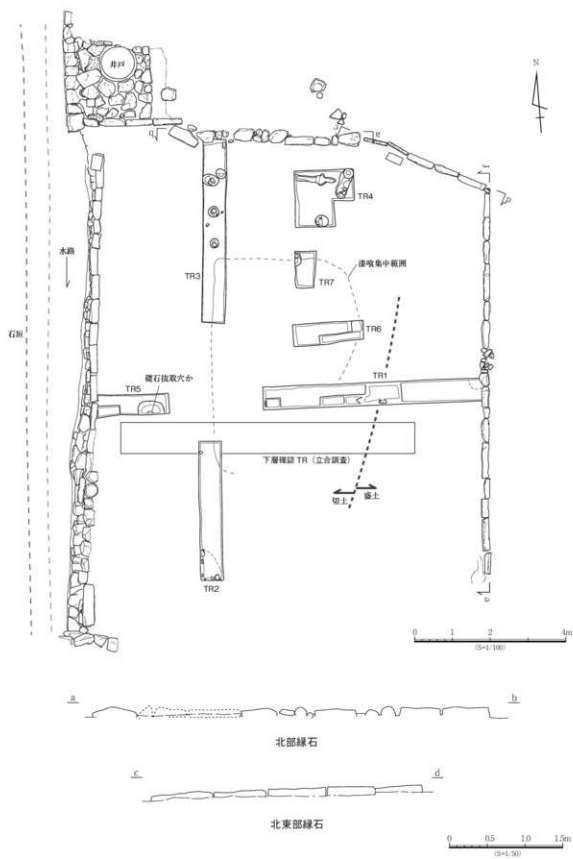 井戸
N
b
c
a
f
d
TR4
水路
TR3
漆喰集中範囲
TR7
石垣
TR6
礎石抜取穴か
TR1
TR5
下層確認 TR（立合調査）
切土
盛土
TR2
e
0 1 2 4m
(S=1/100)
a b
北部縁石
c d
北東部縁石
0 0.5 1.0 1.5m
(S=1/50)